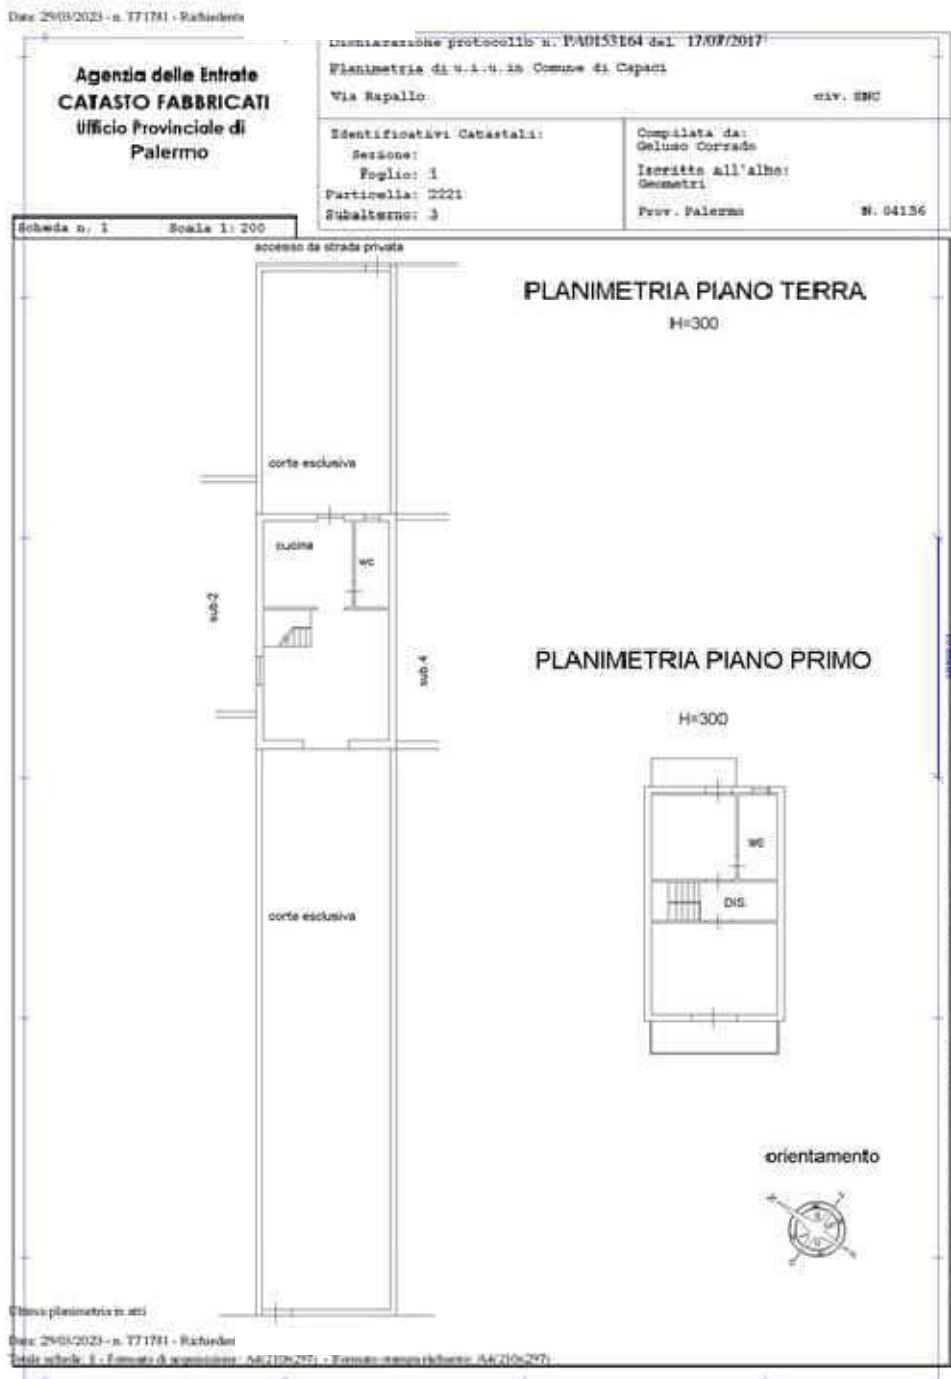 Data: 29/03/2023 - n. T71781 - Richiedente
Dichiarazione protocollo n. PA0153164 del 17/07/2017
Agenzia delle Entrate
CATASTO FABBRICATI
Ufficio Provinciale di
Palermo
Planimetria di u.i.u. in Comune di Capaci
Via Rapallo civ. SNC
Identificativi Catastali:
Sezione:
Foglio: 1
Particella: 2221
Subalterno: 3
Compilata da:
Geluso Corrado
Iscritto all'albo:
Geometri
Prov. Palermo N. 04136
Scheda n. 1 Scala 1: 200
accesso da strada privata
PLANIMETRIA PIANO TERRA
H=300
corte esclusiva
cucina
wc
sub.2
sub.4
PLANIMETRIA PIANO PRIMO
H=300
WC
DIS.
corte esclusiva
orientamento
Ultima planimetria in atti
Data: 29/03/2023 - n. T71781 - Richieden
Totale schede: 1 - Formato di acquisizione: A4(210x297) - Formato stampa richiesto: A4(210x297)